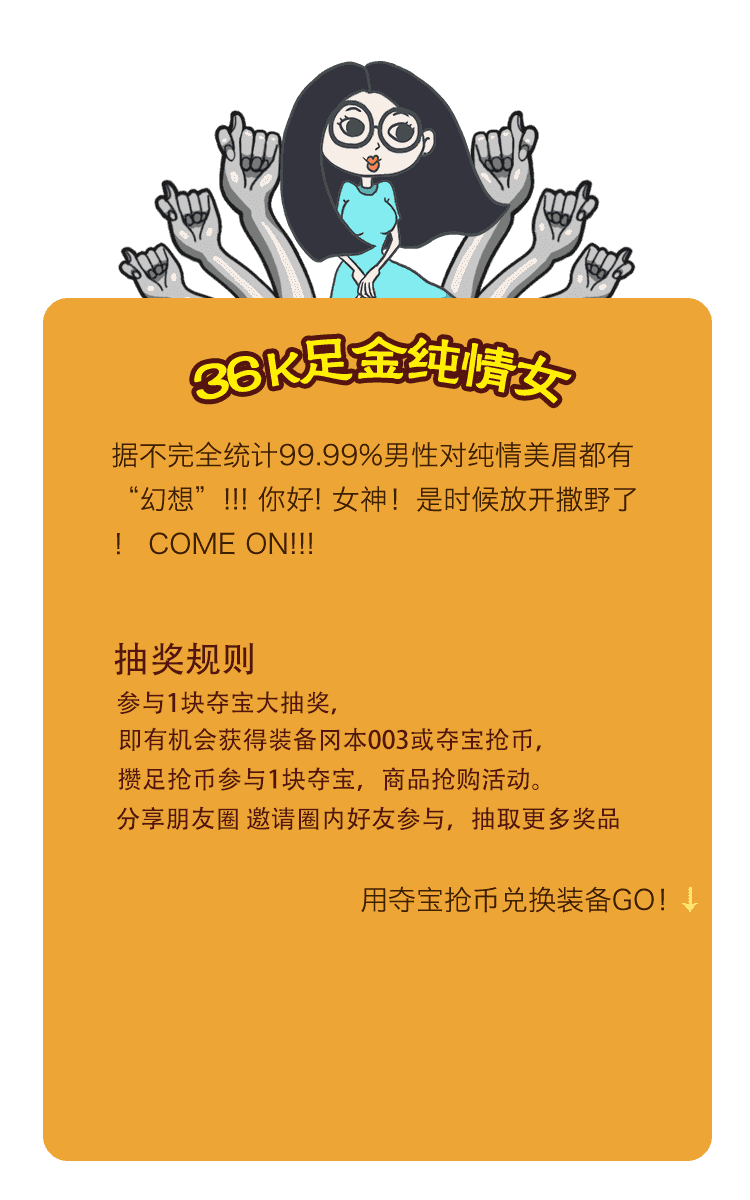 36K足金纯情女
据不完全统计99.99%男性对纯情美眉都有
“幻想” !!! 你好! 女神！是时候放开撒野了
！ COME ON!!!
抽奖规则
参与1块夺宝大抽奖,
即有机会获得装备冈本003或夺宝抢币,
攒足抢币参与1块夺宝，商品抢购活动。
分享朋友圈 邀请圈内好友参与，抽取更多奖品
用夺宝抢币兑换装备GO！